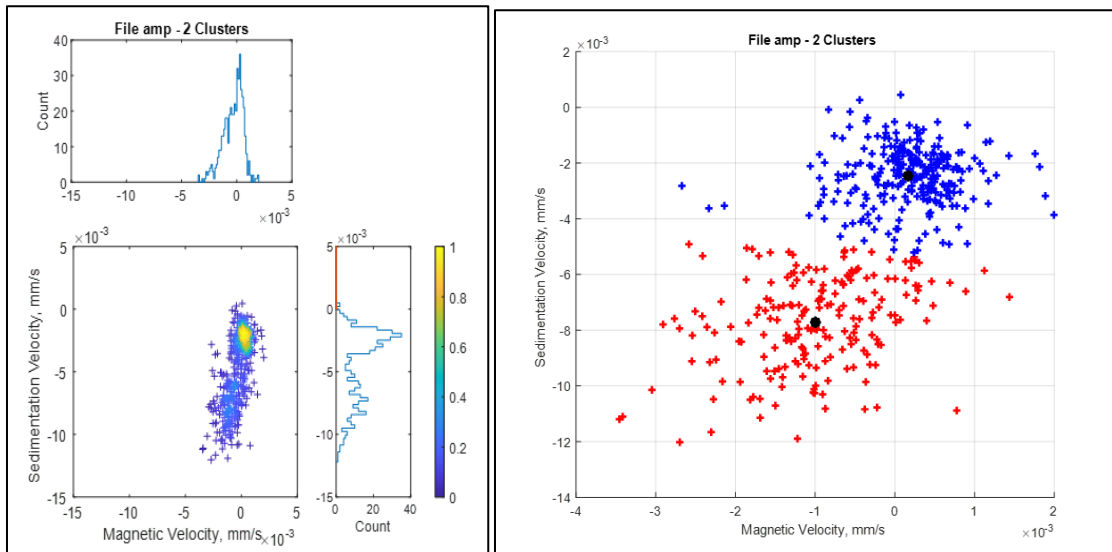 File amp - 2 Clusters
40
30
20
10
0
Count
-15 -10 -5 0 5
×10⁻³
5 ×10⁻³
0
-5
-10
-15
Sedimentation Velocity, mm/s
-15 -10 -5 0 5
Magnetic Velocity, mm/s ×10⁻³
5 ×10⁻³
0
-5
-10
-15
0 20 40
Count
1
0.8
0.6
0.4
0.2
0
File amp - 2 Clusters
2 ×10⁻³
0
-2
-4
-6
-8
-10
-12
-14
Sedimentation Velocity, mm/s
-4 -3 -2 -1 0 1 2
Magnetic Velocity, mm/s ×10⁻³